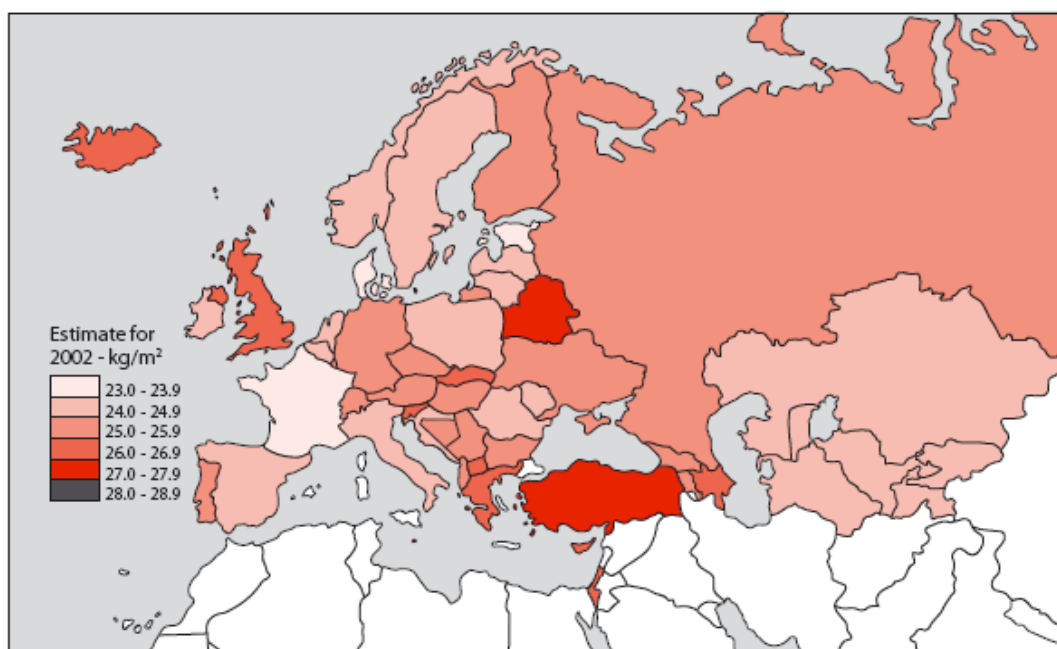 Estimate for
2002 - kg/m²
23.0 - 23.9
24.0 - 24.9
25.0 - 25.9
26.0 - 26.9
27.0 - 27.9
28.0 - 28.9